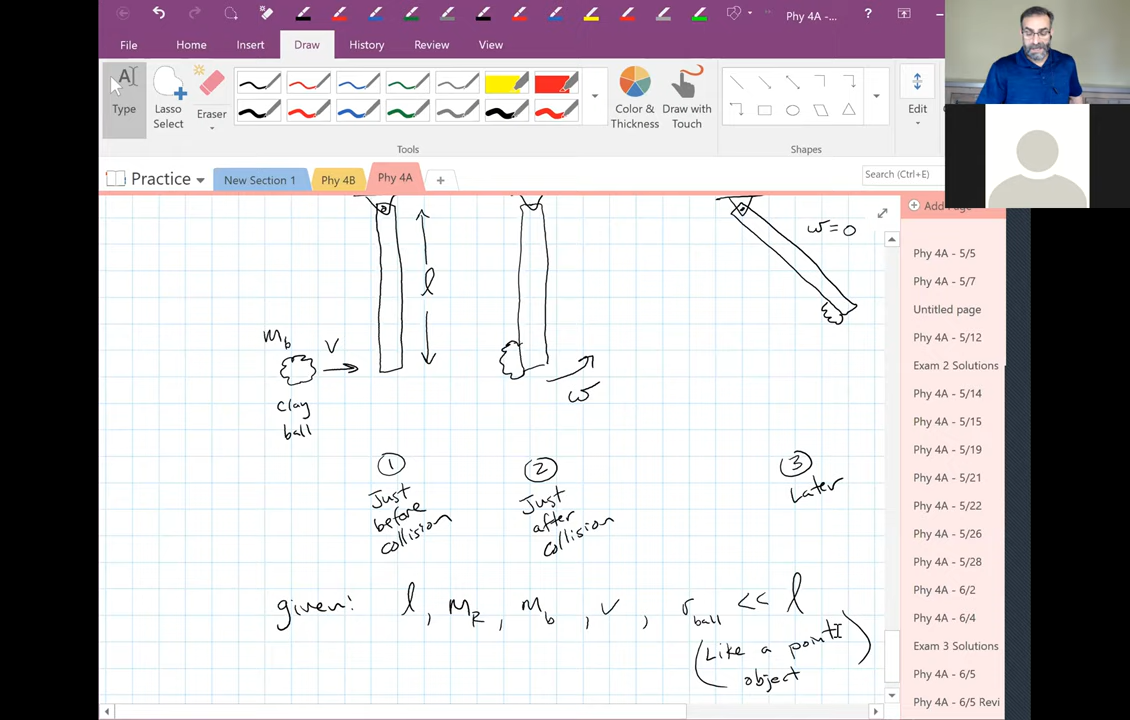 Phy 4A -...
?
File
Home
Insert
Draw
History
Review
View
Type
Lasso
Select
Eraser
Color &
Thickness
Draw with
Touch
Edit
Tools
Shapes
Practice
New Section 1
Phy 4B
Phy 4A
+
Search (Ctrl+E)
Add Page
Phy 4A - 5/5
Phy 4A - 5/7
Untitled page
Phy 4A - 5/12
Exam 2 Solutions
Phy 4A - 5/14
Phy 4A - 5/15
Phy 4A - 5/19
Phy 4A - 5/21
Phy 4A - 5/22
Phy 4A - 5/26
Phy 4A - 5/28
Phy 4A - 6/2
Phy 4A - 6/4
Exam 3 Solutions
Phy 4A - 6/5
Phy 4A - 6/5 Revi
ω = 0
l
m_b
v
clay
ball
ω
①
Just
before
collision
②
Just
after
collision
③
Later
given: l, m_R, m_b, v, r_ball << l
(Like a point
object)